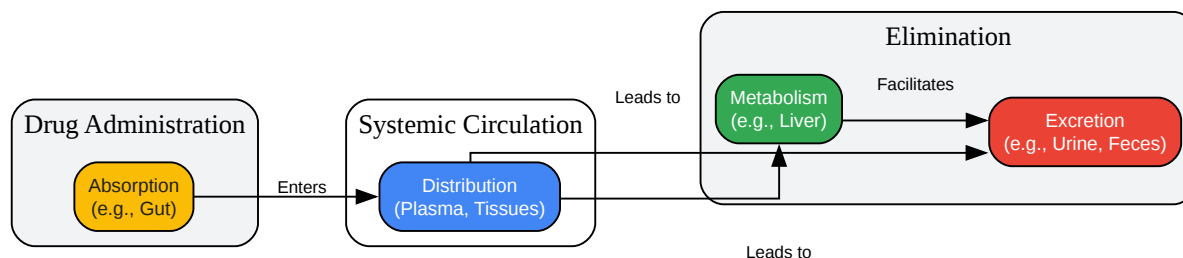 Drug Administration
Absorption
(e.g., Gut)
Enters
Systemic Circulation
Distribution
(Plasma, Tissues)
Leads to
Leads to
Elimination
Metabolism
(e.g., Liver)
Facilitates
Excretion
(e.g., Urine, Feces)